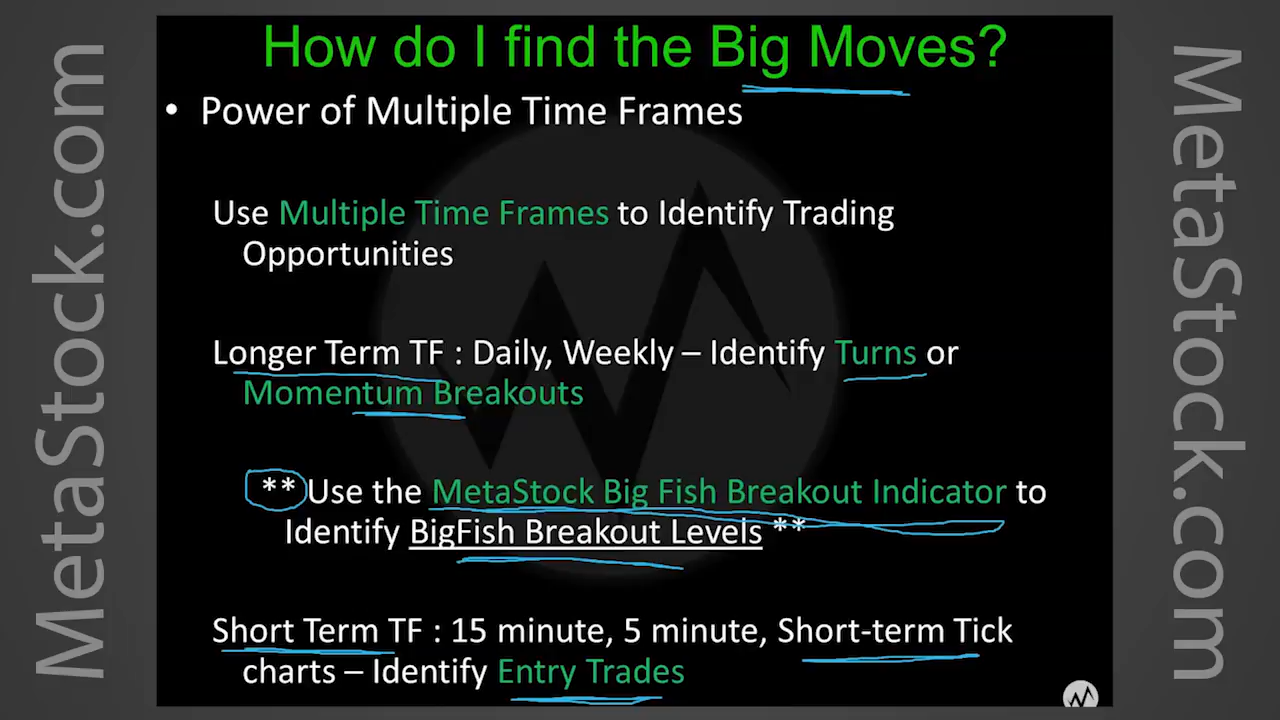 How do I find the Big Moves?
• Power of Multiple Time Frames
Use Multiple Time Frames to Identify Trading
Opportunities
Longer Term TF : Daily, Weekly – Identify Turns or
Momentum Breakouts
** Use the MetaStock Big Fish Breakout Indicator to
Identify BigFish Breakout Levels **
Short Term TF : 15 minute, 5 minute, Short-term Tick
charts – Identify Entry Trades
MetaStock.com
MetaStock.com